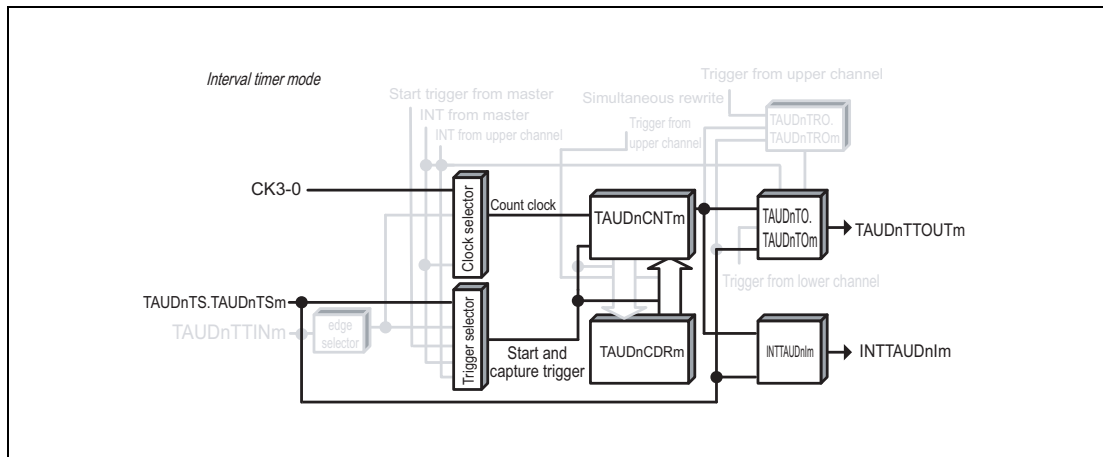 Interval timer mode
Trigger from upper channel
Start trigger from master
Simultaneous rewrite
INT from master
Trigger from
upper channel
INT from upper channel
TAUDnTRO.
TAUDnTROm
CK3-0
Clock selector
Count clock
TAUDnCNTm
TAUDnTO.
TAUDnTOm
TAUDnTTOUTm
Trigger from lower channel
TAUDnTS.TAUDnTSm
TAUDnTTINm
edge
selector
Trigger selector
Start and
capture trigger
TAUDnCDRm
INTTAUDnIm
INTTAUDnIm